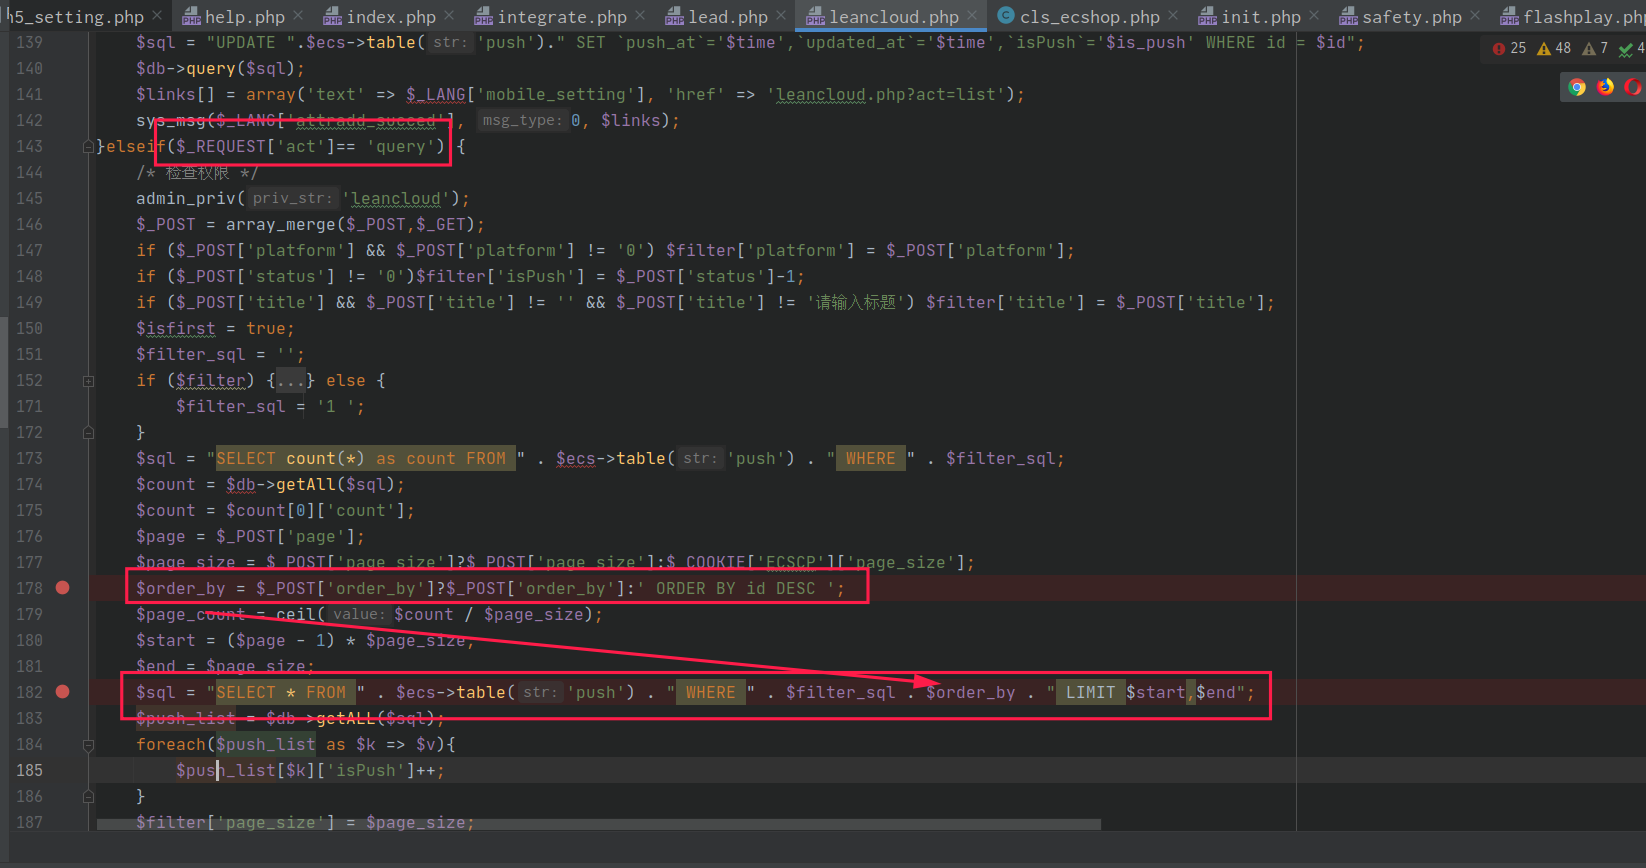 h5_setting.php help.php index.php integrate.php lead.php leancloud.php cls_ecshop.php init.php safety.php flashplay.php
139 $sql = "UPDATE ".$ecs->table( str: 'push')." SET `push_at`='$time',`updated_at`='$time',`isPush`='$is_push' WHERE id = $id";
25 48 7 4
140 $db->query($sql);
141 $links[] = array('text' => $_LANG['mobile_setting'], 'href' => 'leancloud.php?act=list');
142 sys_msg($_LANG['attradd_succed'], msg_type: 0, $links);
143 }elseif($_REQUEST['act']== 'query') {
144 /* 检查权限 */
145 admin_priv( priv_str: 'leancloud');
146 $_POST = array_merge($_POST,$_GET);
147 if ($_POST['platform'] && $_POST['platform'] != '0') $filter['platform'] = $_POST['platform'];
148 if ($_POST['status'] != '0')$filter['isPush'] = $_POST['status']-1;
149 if ($_POST['title'] && $_POST['title'] != '' && $_POST['title'] != '请输入标题') $filter['title'] = $_POST['title'];
150 $isfirst = true;
151 $filter_sql = '';
152 if ($filter) {...} else {
171 $filter_sql = '1 ';
172 }
173 $sql = "SELECT count(*) as count FROM " . $ecs->table( str: 'push') . " WHERE " . $filter_sql;
174 $count = $db->getAll($sql);
175 $count = $count[0]['count'];
176 $page = $_POST['page'];
177 $page_size = $_POST['page_size']?$_POST['page_size']:$_COOKIE['ECSCP']['page_size'];
178 $order_by = $_POST['order_by']?$_POST['order_by']:' ORDER BY id DESC ';
179 $page_count = ceil( value: $count / $page_size);
180 $start = ($page - 1) * $page_size;
181 $end = $page_size;
182 $sql = "SELECT * FROM " . $ecs->table( str: 'push') . " WHERE " . $filter_sql . $order_by . " LIMIT $start,$end";
183 $push_list = $db->getALL($sql);
184 foreach($push_list as $k => $v){
185 $push_list[$k]['isPush']++;
186 }
187 $filter['page_size'] = $page_size;